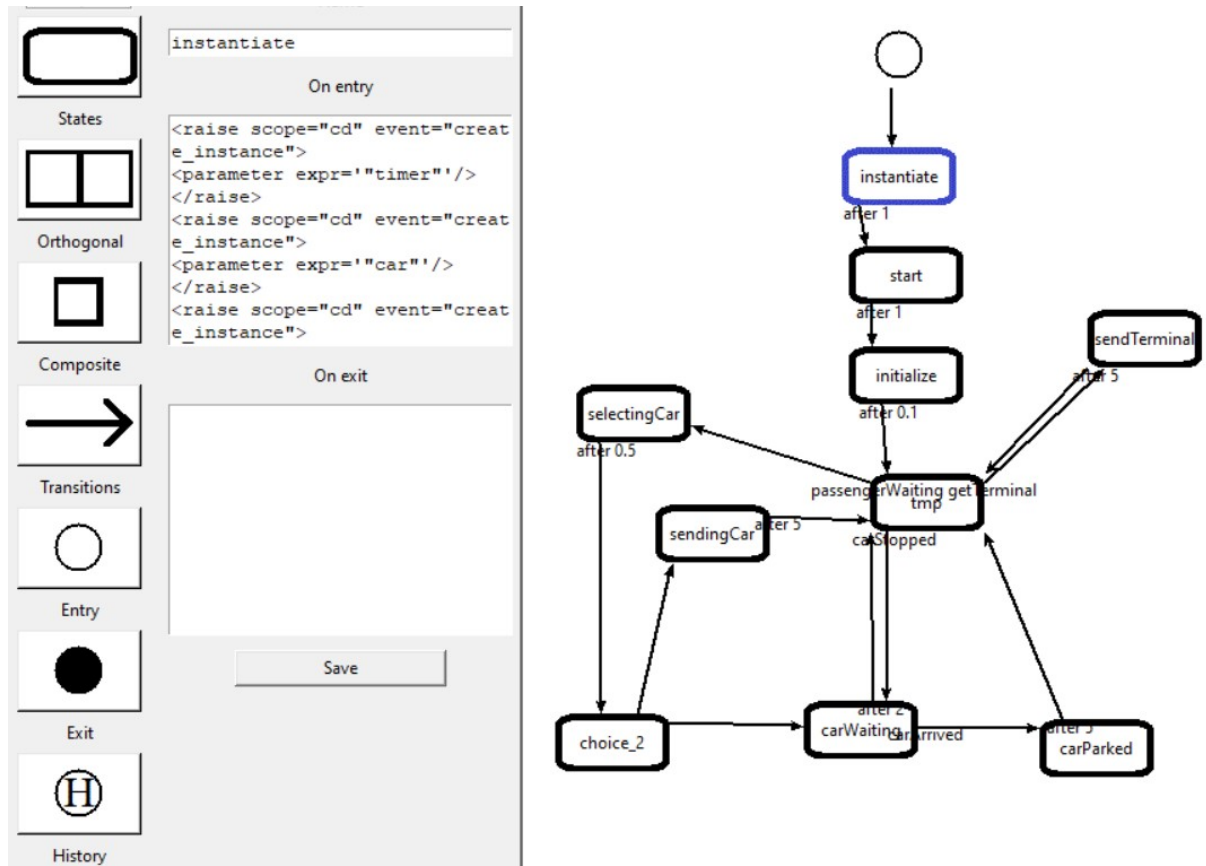 States
Orthogonal
Composite
Transitions
Entry
Exit
History
instantiate
On entry
<raise scope="cd" event="creat
e_instance">
<parameter expr='"timer"'/>
</raise>
<raise scope="cd" event="creat
e_instance">
<parameter expr='"car"'/>
</raise>
<raise scope="cd" event="creat
e_instance">
On exit
Save
instantiate
after 1
start
after 1
initialize
after 0.1
sendTerminal
after 5
selectingCar
after 0.5
passengerWaiting getTerminal
tmp
sendingCar
after 5
carStopped
choice_2
after 2
carWaiting
carArrived
after 5
carParked